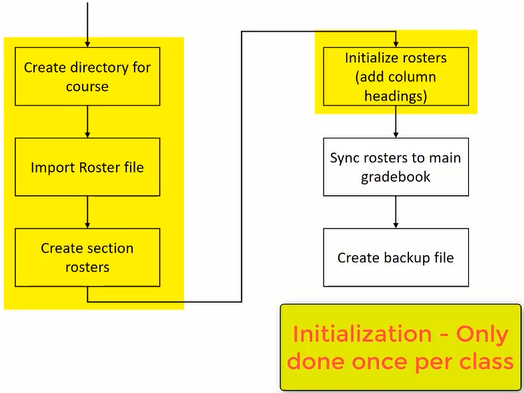 Create directory for
course
Import Roster file
Create section
rosters
Initialize rosters
(add column
headings)
Sync rosters to main
gradebook
Create backup file
Initialization - Only
done once per class